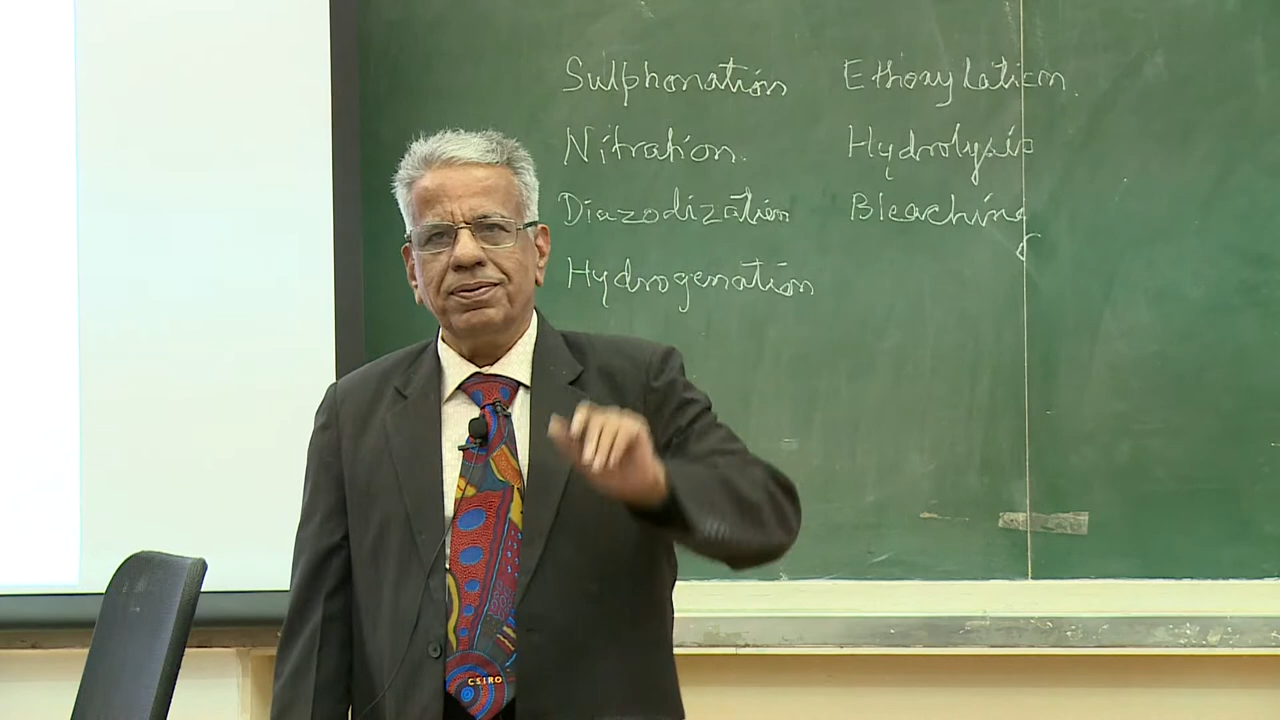 Sulphonation Ethoxylation.
Nitration. Hydrolysis
Diazodization Bleaching
Hydrogenation
CSIRO